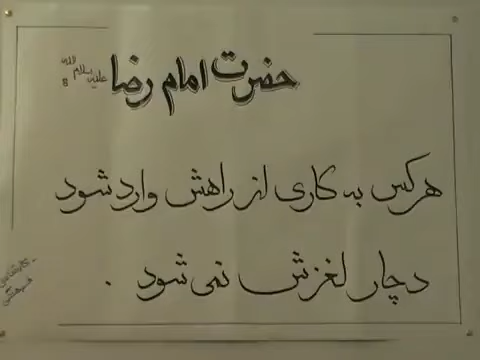 حضرت امام رضا علیه السلام
هرکس به کاری از راهش وارد شود
دچار لغزش نمی شود .